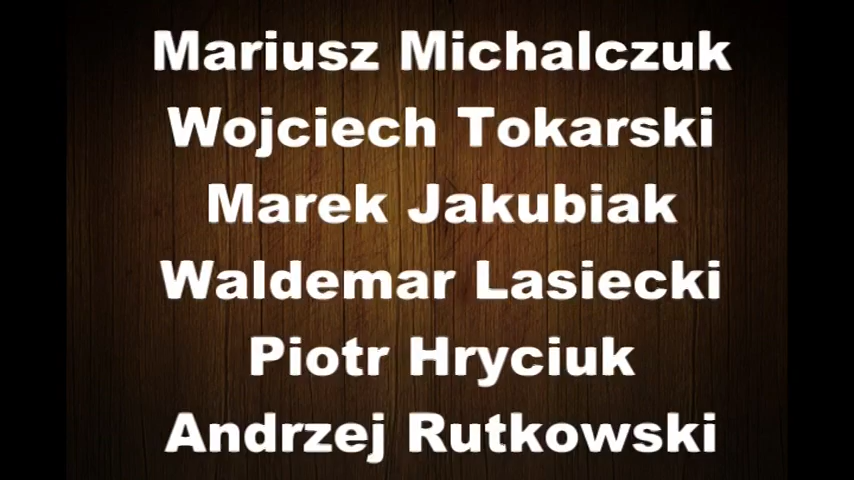 Mariusz Michalczuk
Wojciech Tokarski
Marek Jakubiak
Waldemar Lasiecki
Piotr Hryciuk
Andrzej Rutkowski